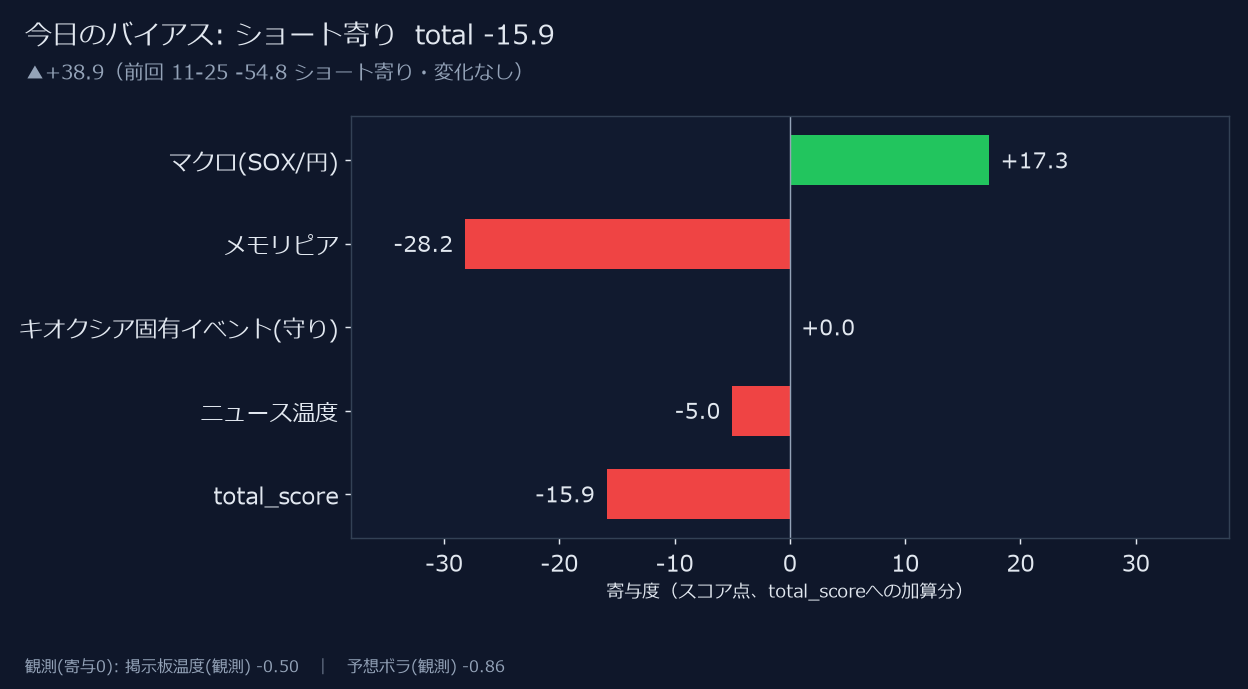 今日のバイアス: ショート寄り  total -15.9
▲+38.9（前回 11-25 -54.8 ショート寄り・変化なし）
マクロ(SOX/円)
+17.3
メモリピア
-28.2
キオクシア固有イベント(守り)
+0.0
ニュース温度
-5.0
total_score
-15.9
-30
-20
-10
0
10
20
30
寄与度（スコア点、total_scoreへの加算分）
観測(寄与0): 掲示板温度(観測) -0.50 ｜ 予想ボラ(観測) -0.86